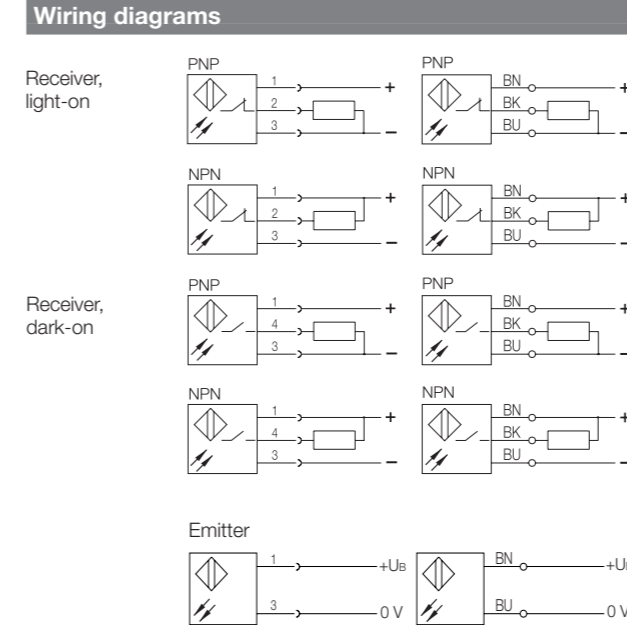 Wiring diagrams
Receiver,
light-on
PNP
1
+
2
3
–
PNP
BN
+
BK
BU
–
NPN
1
+
2
3
–
NPN
BN
+
BK
BU
–
Receiver,
dark-on
PNP
1
+
4
3
–
PNP
BN
+
BK
BU
–
NPN
1
+
4
3
–
NPN
BN
+
BK
BU
–
Emitter
1
+UB
3
0 V
BN
+U
BU
0 V